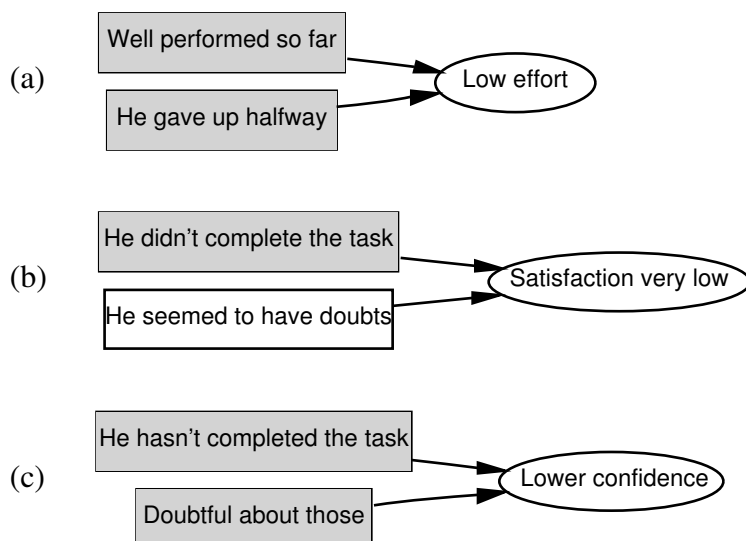 Well performed so far
(a)
Low effort
He gave up halfway
He didn't complete the task
(b)
Satisfaction very low
He seemed to have doubts
He hasn't completed the task
(c)
Lower confidence
Doubtful about those